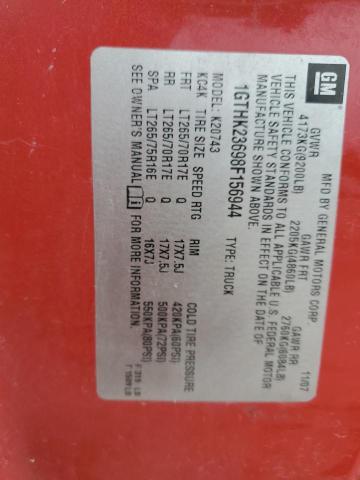 GM
MFD BY GENERAL MOTORS CORP 11/07
GVWR GAWR FRT GAWR RR
4173KG(9200LB) 2205KG(4860LB) 2760KG(6084LB)
THIS VEHICLE CONFORMS TO ALL APPLICABLE U.S. FEDERAL MOTOR
VEHICLE SAFETY STANDARDS IN EFFECT ON THE DATE OF
1GTHK23698F156944 TYPE: TRUCK
MODEL: K20743
KC4K TIRE SIZE SPEED RTG RIM COLD TIRE PRESSURE
FRT LT265/70R17E Q 17X7.5J 420KPA(60PSI)
RR LT265/70R17E Q 17X7.5J 500KPA(72PSI)
SPA LT265/75R16E Q 16X7J 550KPA(80PSI)
SEE OWNER'S MANUAL FOR MORE INFORMATION.